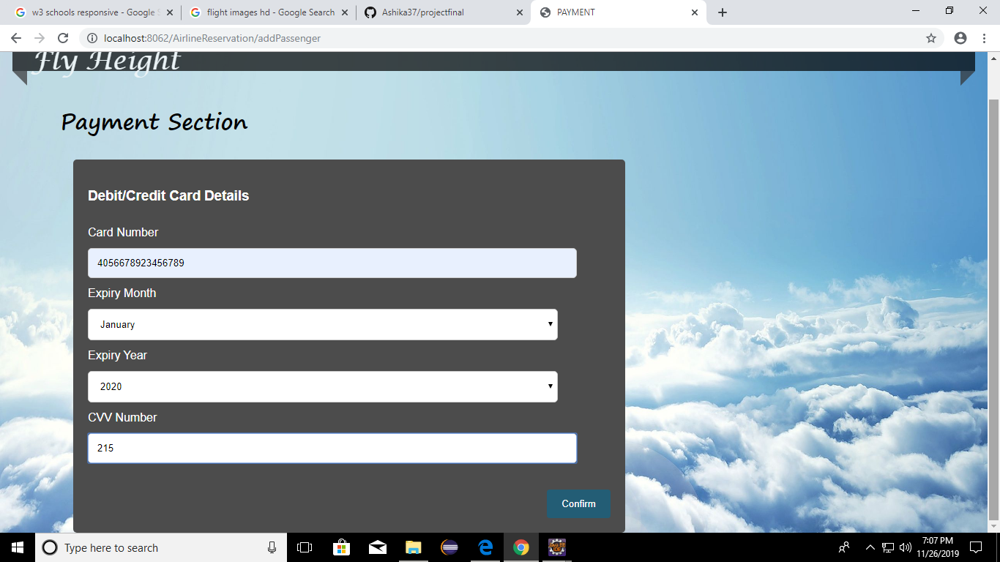 w3 schools responsive - Google S
flight images hd - Google Search
Ashika37/projectfinal
PAYMENT
localhost:8062/AirlineReservation/addPassenger
Fly Height
Payment Section
Debit/Credit Card Details
Card Number
4056678923456789
Expiry Month
January
Expiry Year
2020
CVV Number
215
Confirm
Type here to search
7:07 PM
11/26/2019